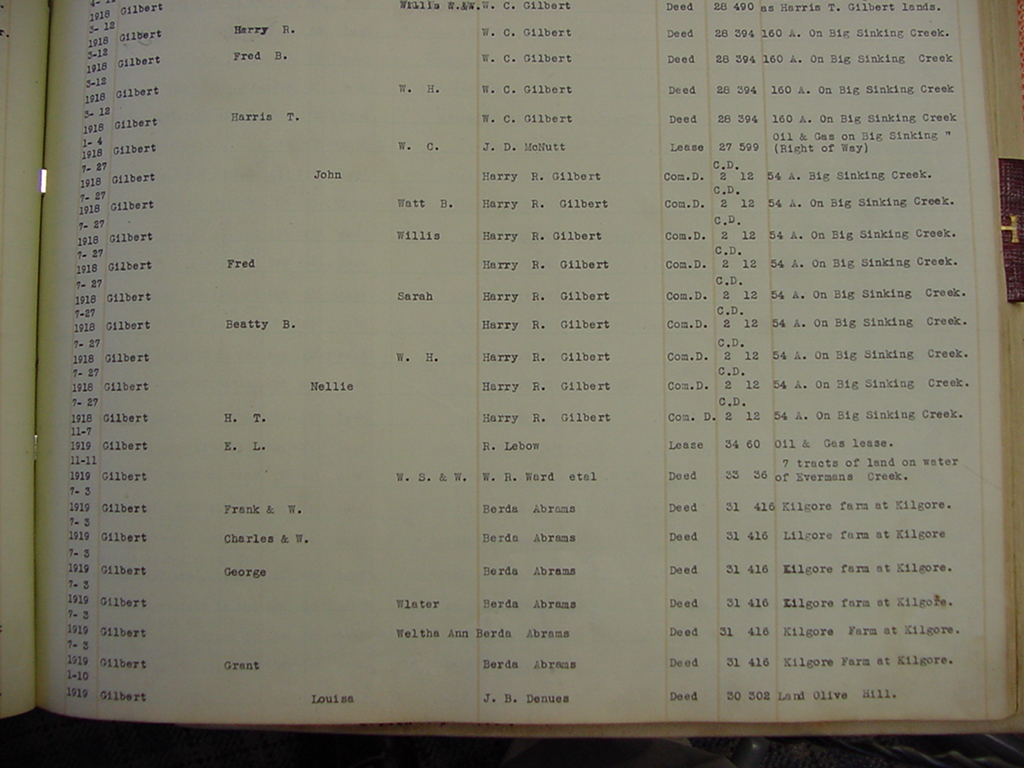 4- 12
1918 Willis W.&W. W. C. Gilbert Deed 28 490 as Harris T. Gilbert lands.
1918 Gilbert Harry R. W. C. Gilbert Deed 28 394 160 A. On Big Sinking Creek.
3-12
1918 Gilbert Fred B. W. C. Gilbert Deed 28 394 160 A. On Big Sinking Creek
3-12
1918 Gilbert W. H. W. C. Gilbert Deed 28 394 160 A. On Big Sinking Creek
3- 12
1918 Gilbert Harris T. W. C. Gilbert Deed 28 394 160 A. On Big Sinking Creek
1- 4 Oil & Gas on Big Sinking "
1918 Gilbert W. C. J. D. McNutt Lease 27 599 (Right of Way)
7- 27 C.D.
1918 Gilbert John Harry R. Gilbert Com.D. 2 12 54 A. Big Sinking Creek.
7- 27 C.D.
1918 Gilbert Watt B. Harry R. Gilbert Com.D. 2 12 54 A. On Big Sinking Creek.
7- 27 C.D.
1918 Gilbert Willis Harry R. Gilbert Com.D. 2 12 54 A. On Big Sinking Creek.
7- 27 C.D.
1918 Gilbert Fred Harry R. Gilbert Com.D. 2 12 54 A. On Big Sinking Creek.
7- 27 C.D.
1918 Gilbert Sarah Harry R. Gilbert Com.D. 2 12 54 A. On Big Sinking Creek.
7-27 C.D.
1918 Gilbert Beatty B. Harry R. Gilbert Com.D. 2 12 54 A. On Big Sinking Creek.
7- 27 C.D.
1918 Gilbert W. H. Harry R. Gilbert Com.D. 2 12 54 A. On Big Sinking Creek.
7- 27 C.D.
1918 Gilbert Nellie Harry R. Gilbert Com.D. 2 12 54 A. On Big Sinking Creek.
7- 27 C.D.
1918 Gilbert H. T. Harry R. Gilbert Com. D. 2 12 54 A. On Big Sinking Creek.
11-7
1919 Gilbert E. L. R. Lebow Lease 34 60 Oil & Gas lease.
11-11 7 tracts of land on water
1919 Gilbert W. S. & W. W. R. Ward etal Deed 33 36 of Evermans Creek.
7- 3
1919 Gilbert Frank & W. Berda Abrams Deed 31 416 Kilgore farm at Kilgore.
7- 3
1919 Gilbert Charles & W. Berda Abrams Deed 31 416 Lilgore farm at Kilgore
7- 3
1919 Gilbert George Berda Abrams Deed 31 416 Kilgore farm at Kilgore.
7- 3
1919 Gilbert Wlater Berda Abrams Deed 31 416 Kilgore farm at Kilgore.
7- 3
1919 Gilbert Weltha Ann Berda Abrams Deed 31 416 Kilgore Farm at Kilgore.
7- 3
1919 Gilbert Grant Berda Abrams Deed 31 416 Kilgore Farm at Kilgore.
1-10
1919 Gilbert Louisa J. B. Denues Deed 30 302 Land Olive Hill.